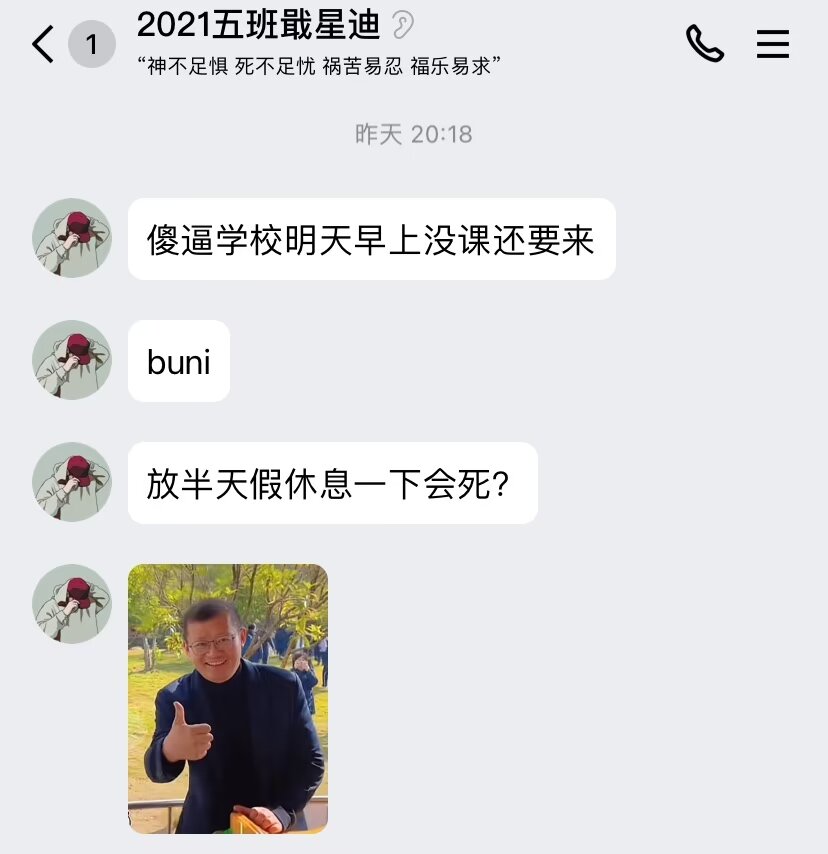 1
2021五班戢星迪
“神不足惧 死不足忧 祸苦易忍 福乐易求”
昨天 20:18
傻逼学校明天早上没课还要来
buni
放半天假休息一下会死？